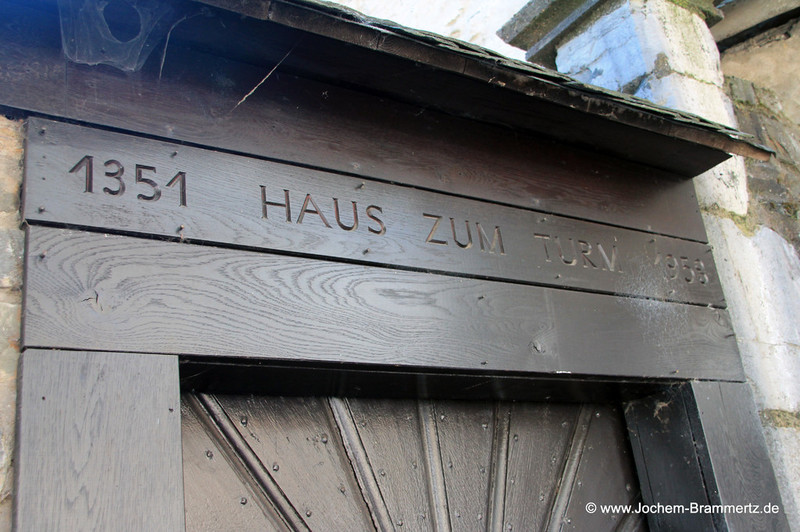 1351 HAUS ZUM TURM 1958
© www.Jochem-Brammertz.de